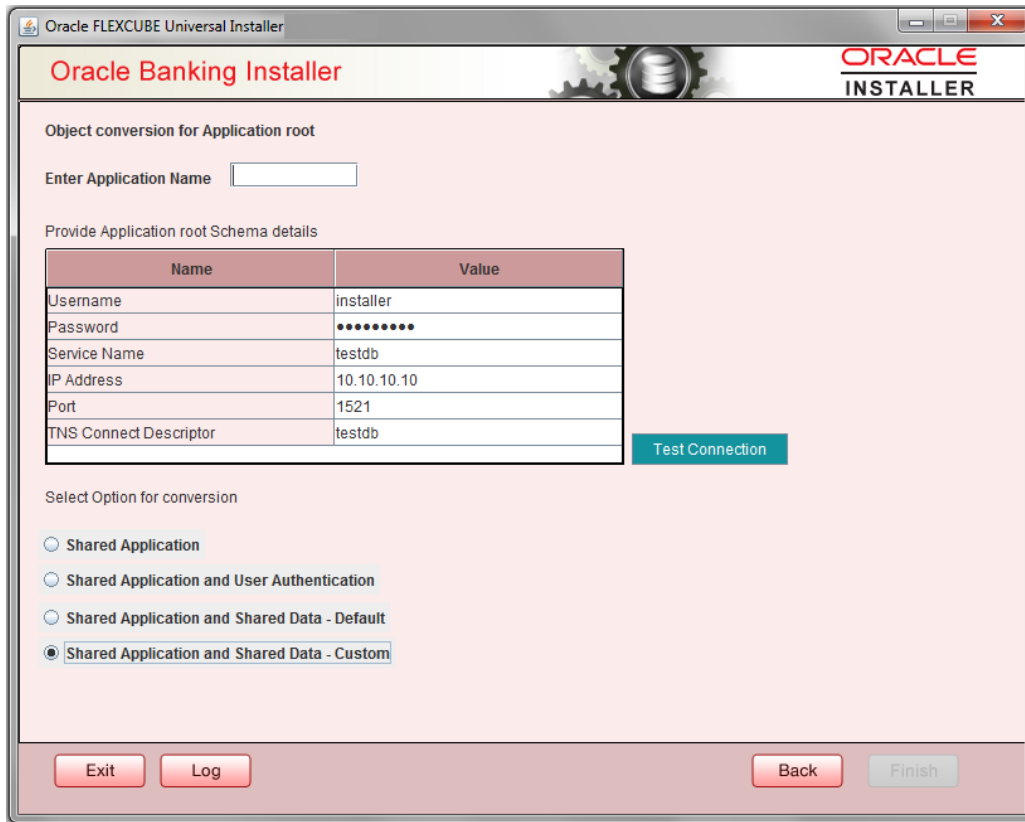 Oracle FLEXCUBE Universal Installer
Oracle Banking Installer
ORACLE
INSTALLER
Object conversion for Application root
Enter Application Name
Provide Application root Schema details
Name Value
Username installer
Password •••••••••
Service Name testdb
IP Address 10.10.10.10
Port 1521
TNS Connect Descriptor testdb
Test Connection
Select Option for conversion
Shared Application
Shared Application and User Authentication
Shared Application and Shared Data - Default
Shared Application and Shared Data - Custom
Exit Log Back Finish